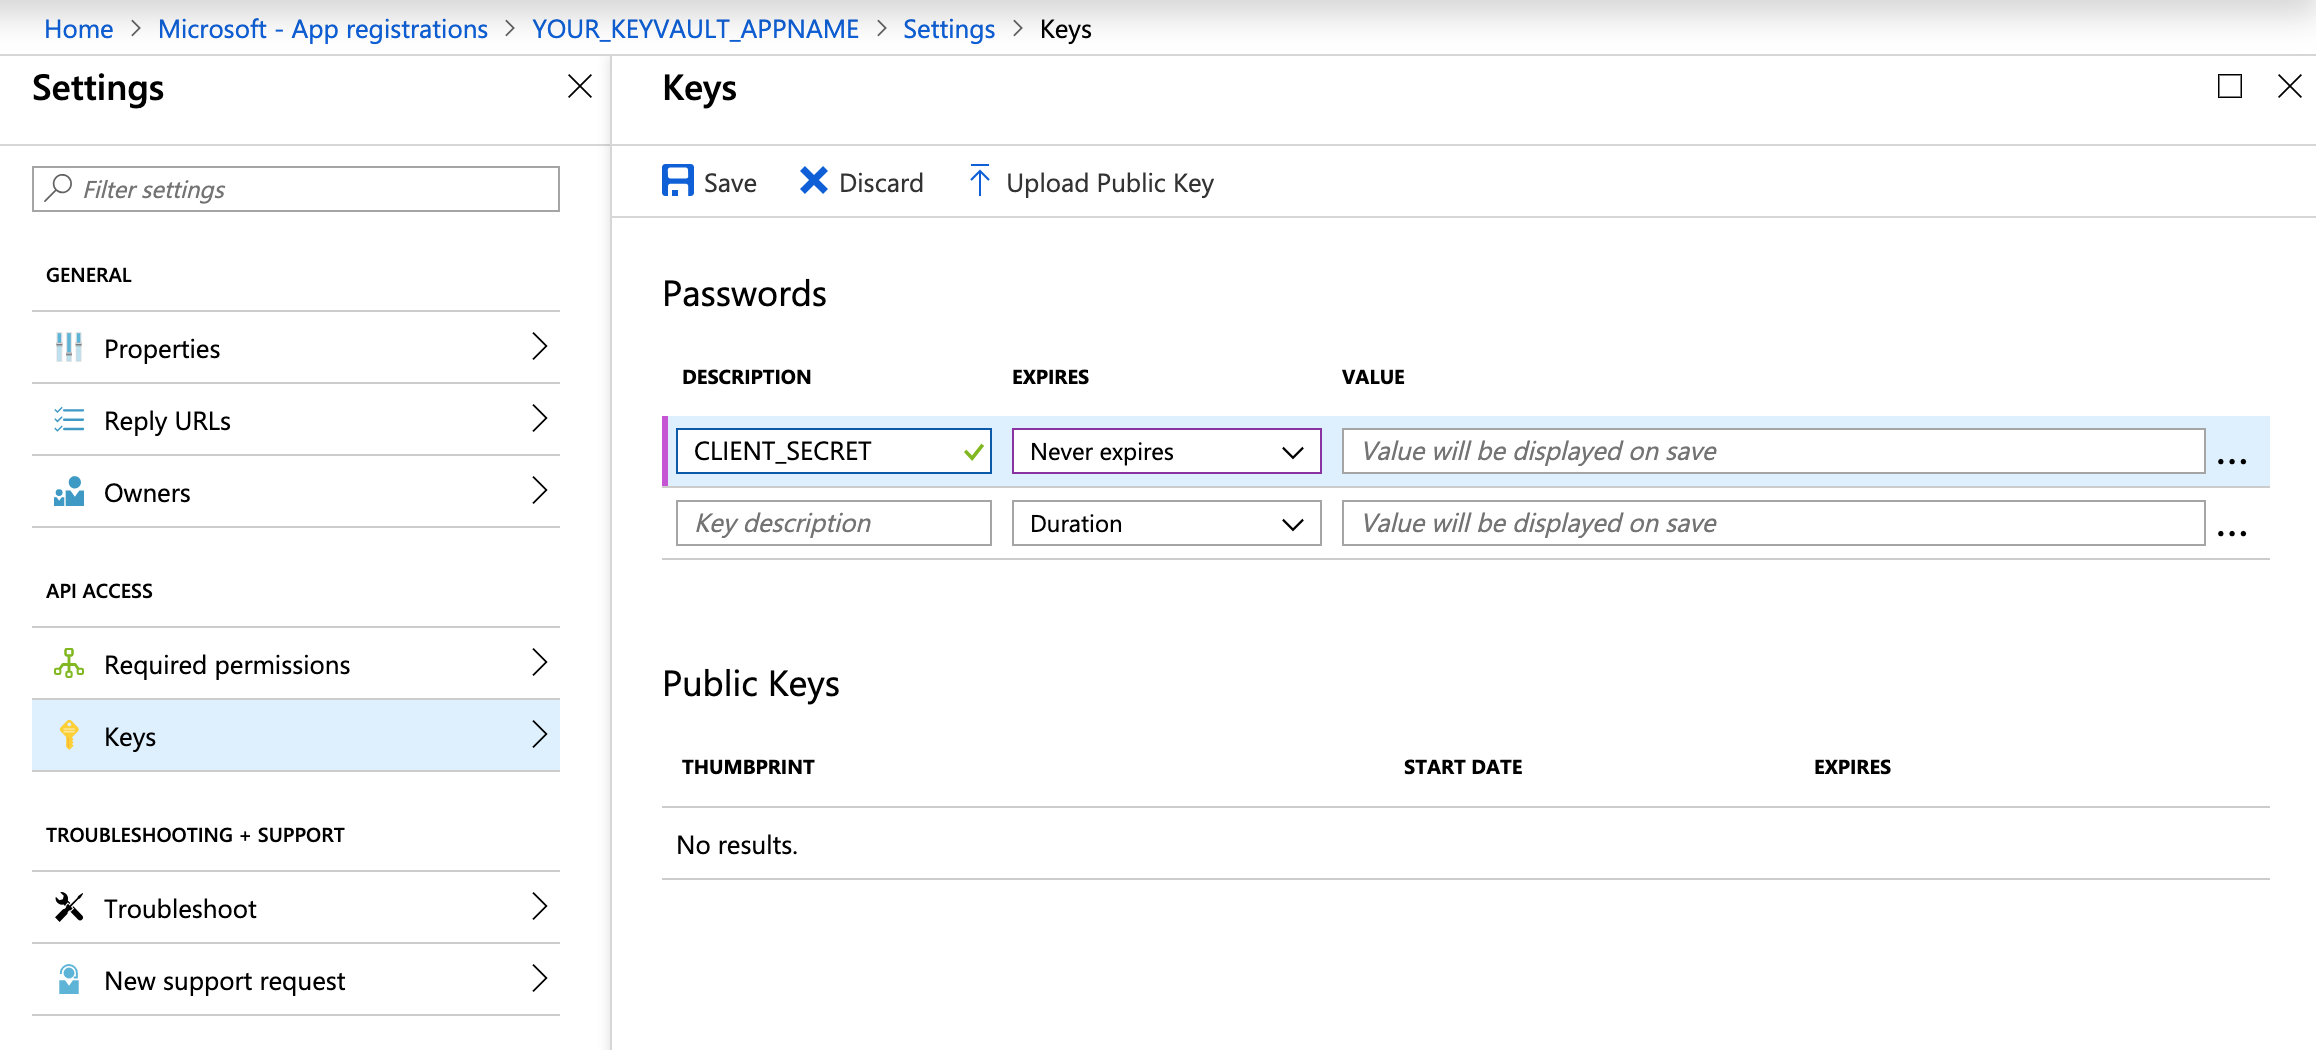 Home > Microsoft - App registrations > YOUR_KEYVAULT_APPNAME > Settings > Keys
Settings
Filter settings
GENERAL
Properties
Reply URLs
Owners
API ACCESS
Required permissions
Keys
TROUBLESHOOTING + SUPPORT
Troubleshoot
New support request
Keys
Save Discard Upload Public Key
Passwords
DESCRIPTION EXPIRES VALUE
CLIENT_SECRET Never expires Value will be displayed on save ...
Key description Duration Value will be displayed on save ...
Public Keys
THUMBPRINT START DATE EXPIRES
No results.